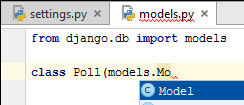 settings.py models.py
from django.db import models
class Poll(models.Mo
C Model